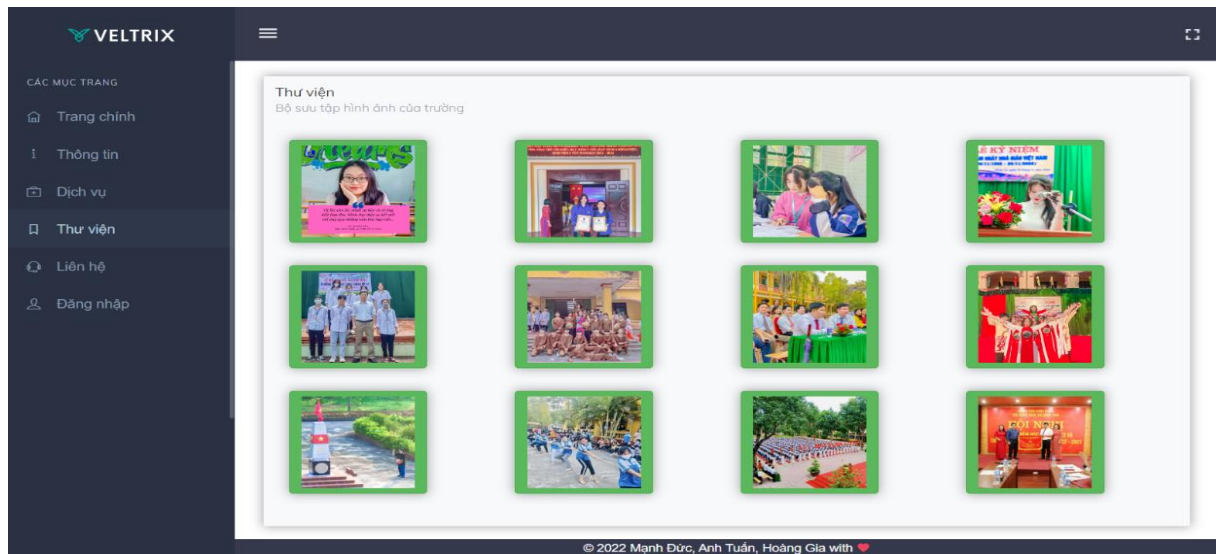 VELTRIX
CÁC MỤC TRANG
Trang chính
Thông tin
Dịch vụ
Thư viện
Liên hệ
Đăng nhập
Thư viện
Bộ sưu tập hình ảnh của trường
LỄ KỶ NIỆM
HỘI NGHỊ
© 2022 Mạnh Đức, Anh Tuấn, Hoàng Gia with